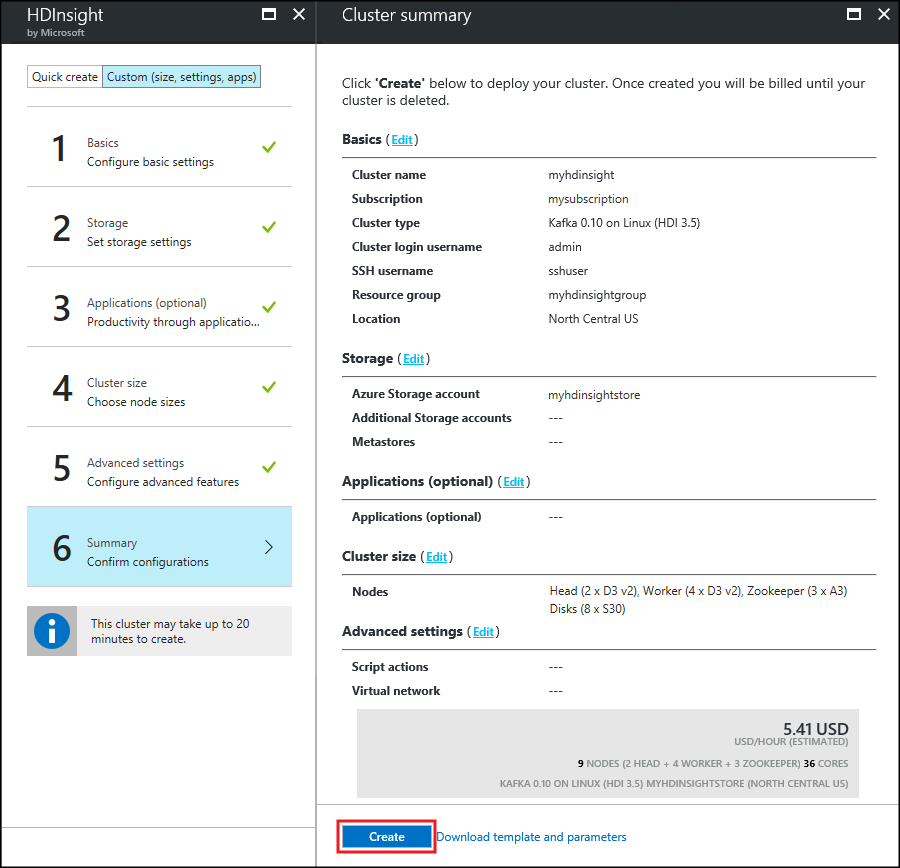 HDInsight
by Microsoft
Quick create
Custom (size, settings, apps)
1
Basics
Configure basic settings
2
Storage
Set storage settings
3
Applications (optional)
Productivity through applicatio...
4
Cluster size
Choose node sizes
5
Advanced settings
Configure advanced features
6
Summary
Confirm configurations
This cluster may take up to 20
minutes to create.
Cluster summary
Click 'Create' below to deploy your cluster. Once created you will be billed until your
cluster is deleted.
Basics (Edit)
Cluster name myhdinsight
Subscription mysubscription
Cluster type Kafka 0.10 on Linux (HDI 3.5)
Cluster login username admin
SSH username sshuser
Resource group myhdinsightgroup
Location North Central US
Storage (Edit)
Azure Storage account myhdinsightstore
Additional Storage accounts ---
Metastores ---
Applications (optional) (Edit)
Applications (optional) ---
Cluster size (Edit)
Nodes Head (2 x D3 v2), Worker (4 x D3 v2), Zookeeper (3 x A3)
Disks (8 x S30)
Advanced settings (Edit)
Script actions ---
Virtual network ---
5.41 USD
USD/HOUR (ESTIMATED)
9 NODES (2 HEAD + 4 WORKER + 3 ZOOKEEPER) 36 CORES
KAFKA 0.10 ON LINUX (HDI 3.5) MYHDINSIGHTSTORE (NORTH CENTRAL US)
Create
Download template and parameters